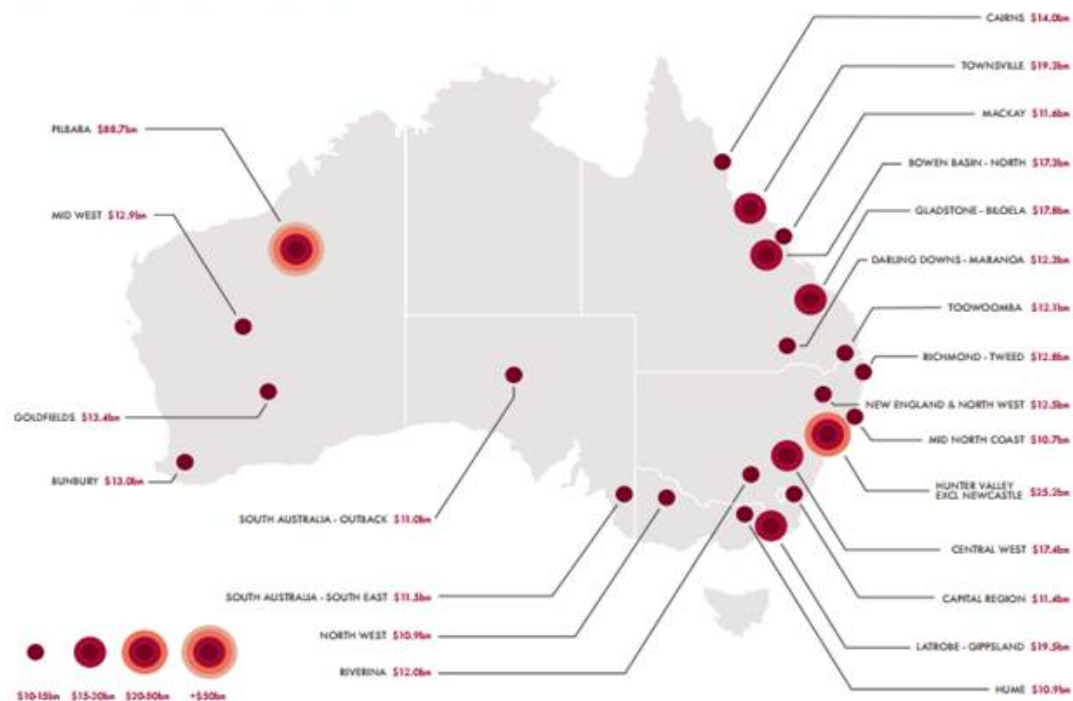 CAIRNS $14.0bn
TOWNSVILLE $19.3bn
MACKAY $11.6bn
PILBARA $88.7bn
BOWEN BASIN - NORTH $17.3bn
MID WEST $12.9bn
GLADSTONE - BILOELA $17.8bn
DARLING DOWNS - MARANOA $12.3bn
TOOWOOMBA $12.1bn
RICHMOND - TWEED $12.8bn
NEW ENGLAND & NORTH WEST $12.5bn
GOLDFIELDS $13.4bn
MID NORTH COAST $10.7bn
BUNBURY $13.0bn
HUNTER VALLEY
EXC. NEWCASTLE $25.2bn
SOUTH AUSTRALIA - OUTBACK $11.0bn
CENTRAL WEST $17.4bn
SOUTH AUSTRALIA - SOUTH EAST $11.5bn
CAPITAL REGION $11.4bn
NORTH WEST $10.9bn
LATROBE - GIPPSLAND $19.5bn
RIVERINA $12.0bn
HUME $10.9bn
$10-15bn $15-20bn $20-50bn +$50bn